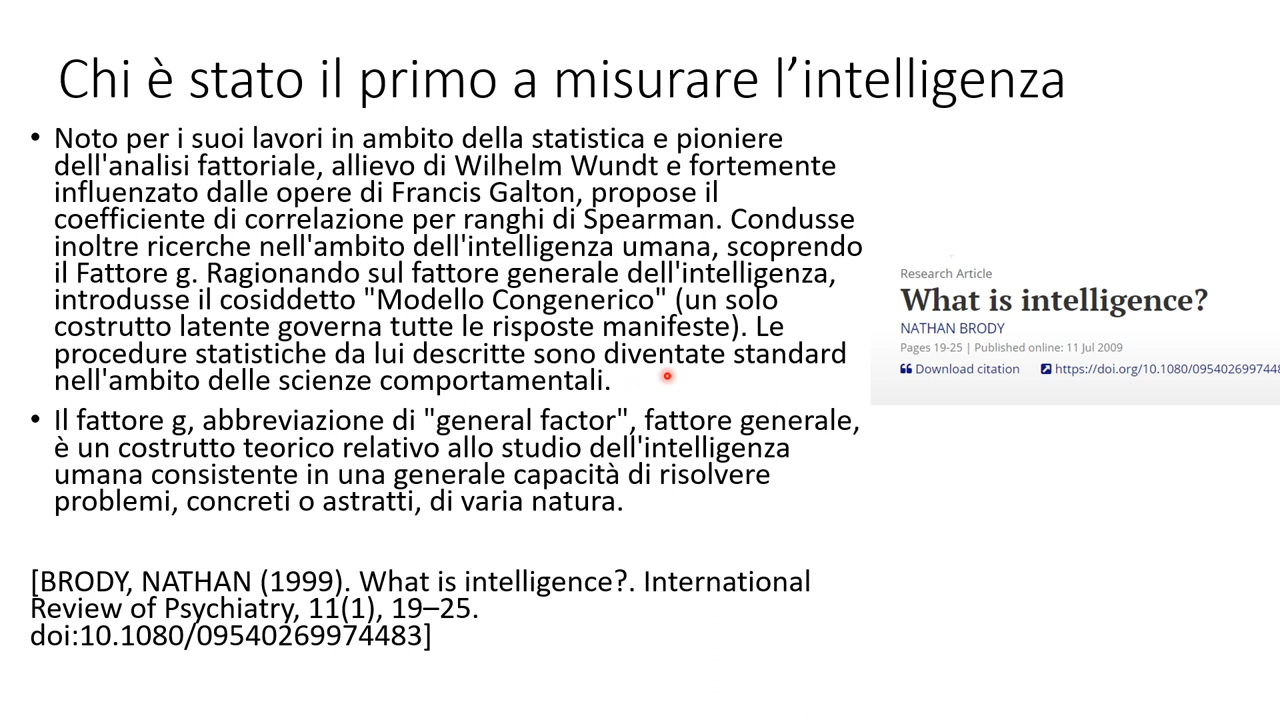 Chi è stato il primo a misurare l’intelligenza
• Noto per i suoi lavori in ambito della statistica e pioniere
dell'analisi fattoriale, allievo di Wilhelm Wundt e fortemente
influenzato dalle opere di Francis Galton, propose il
coefficiente di correlazione per ranghi di Spearman. Condusse
inoltre ricerche nell'ambito dell'intelligenza umana, scoprendo
il Fattore g. Ragionando sul fattore generale dell'intelligenza,
introdusse il cosiddetto "Modello Congenerico" (un solo
costrutto latente governa tutte le risposte manifeste). Le
procedure statistiche da lui descritte sono diventate standard
nell'ambito delle scienze comportamentali.
• Il fattore g, abbreviazione di "general factor", fattore generale,
è un costrutto teorico relativo allo studio dell'intelligenza
umana consistente in una generale capacità di risolvere
problemi, concreti o astratti, di varia natura.
[BRODY, NATHAN (1999). What is intelligence?. International
Review of Psychiatry, 11(1), 19–25.
doi:10.1080/09540269974483]
Research Article
What is intelligence?
NATHAN BRODY
Pages 19-25 | Published online: 11 Jul 2009
Download citation https://doi.org/10.1080/0954026997448